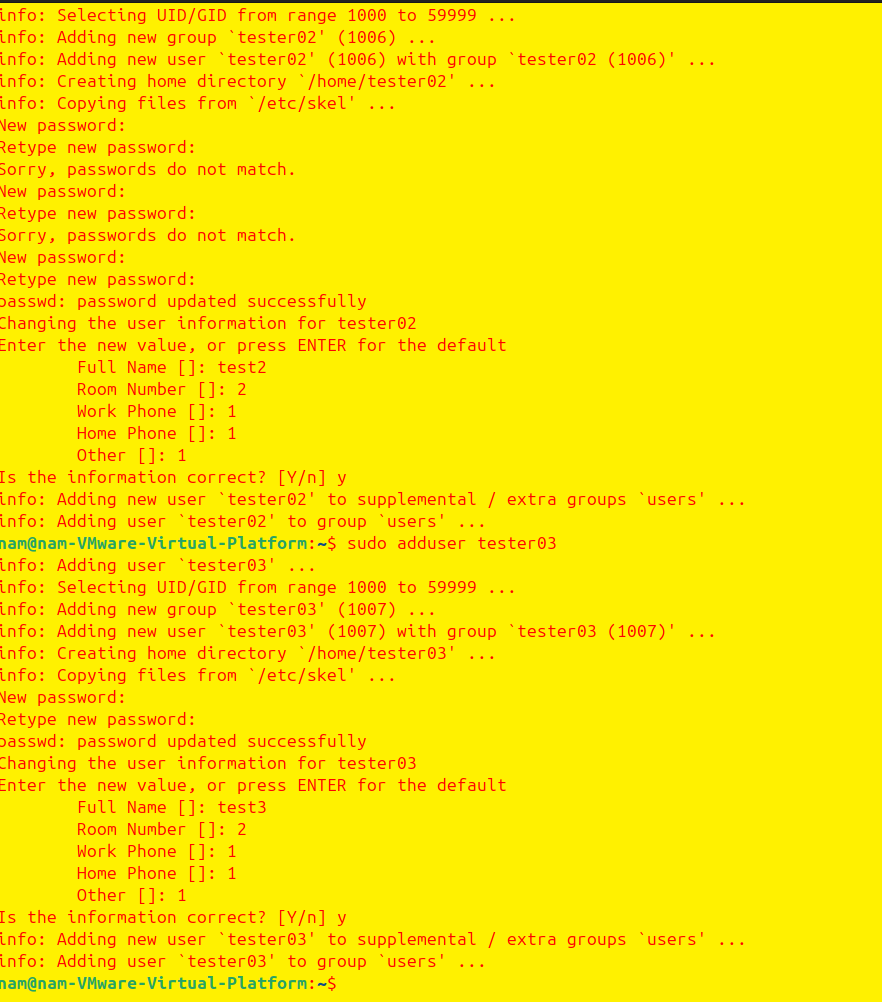 info: Selecting UID/GID from range 1000 to 59999 ...
info: Adding new group `tester02' (1006) ...
info: Adding new user `tester02' (1006) with group `tester02 (1006)' ...
info: Creating home directory `/home/tester02' ...
info: Copying files from `/etc/skel' ...
New password:
Retype new password:
Sorry, passwords do not match.
New password:
Retype new password:
Sorry, passwords do not match.
New password:
Retype new password:
passwd: password updated successfully
Changing the user information for tester02
Enter the new value, or press ENTER for the default
Full Name []: test2
Room Number []: 2
Work Phone []: 1
Home Phone []: 1
Other []: 1
Is the information correct? [Y/n] y
info: Adding new user `tester02' to supplemental / extra groups `users' ...
info: Adding user `tester02' to group `users' ...
nam@nam-VMware-Virtual-Platform:~$ sudo adduser tester03
info: Adding user `tester03' ...
info: Selecting UID/GID from range 1000 to 59999 ...
info: Adding new group `tester03' (1007) ...
info: Adding new user `tester03' (1007) with group `tester03 (1007)' ...
info: Creating home directory `/home/tester03' ...
info: Copying files from `/etc/skel' ...
New password:
Retype new password:
passwd: password updated successfully
Changing the user information for tester03
Enter the new value, or press ENTER for the default
Full Name []: test3
Room Number []: 2
Work Phone []: 1
Home Phone []: 1
Other []: 1
Is the information correct? [Y/n] y
info: Adding new user `tester03' to supplemental / extra groups `users' ...
info: Adding user `tester03' to group `users' ...
nam@nam-VMware-Virtual-Platform:~$